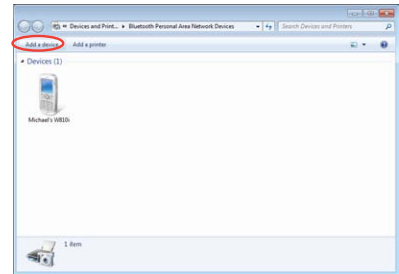 « Devices and Print... ▸ Bluetooth Personal Area Network Devices
Search Devices and Printers
Add a device
Add a printer
Devices (1)
Michael's W810i
1 item